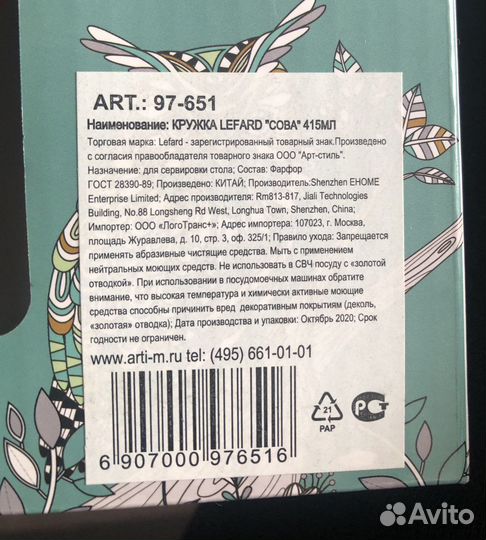 ART.: 97-651
Наименование: КРУЖКА LEFARD "СОВА" 415МЛ
Торговая марка: Lefard - зарегистрированный товарный знак.Произведено
с согласия правообладателя товарного знака ООО "Арт-стиль".
Назначение: для сервировки стола; Состав: Фарфор
ГОСТ 28390-89; Произведено: КИТАЙ; Производитель:Shenzhen EHOME
Enterprise Limited; Адрес производителя: Rm813-817, Jiali Technologies
Building, No.88 Longsheng Rd West, Longhua Town, Shenzhen, China;
Импортер: ООО «ЛогоТранс+»; Адрес импортера: 107023, г. Москва,
площадь Журавлева, д. 10, стр. 3, оф. 325/1; Правило ухода: Запрещается
применять абразивные чистящие средства. Мыть с применением
нейтральных моющих средств. Не использовать в СВЧ посуду с «золотой
отводкой». При использовании в посудомоечных машинах обратите
внимание, что высокая температура и химически активные моющие
средства способны причинить вред декоративным покрытиям (деколь,
«золотая» отводка); Дата производства и упаковки: Октябрь 2020; Срок
годности не ограничен.
www.arti-m.ru tel: (495) 661-01-01
21
PAP
РСТ
6 907000 976516
Avito